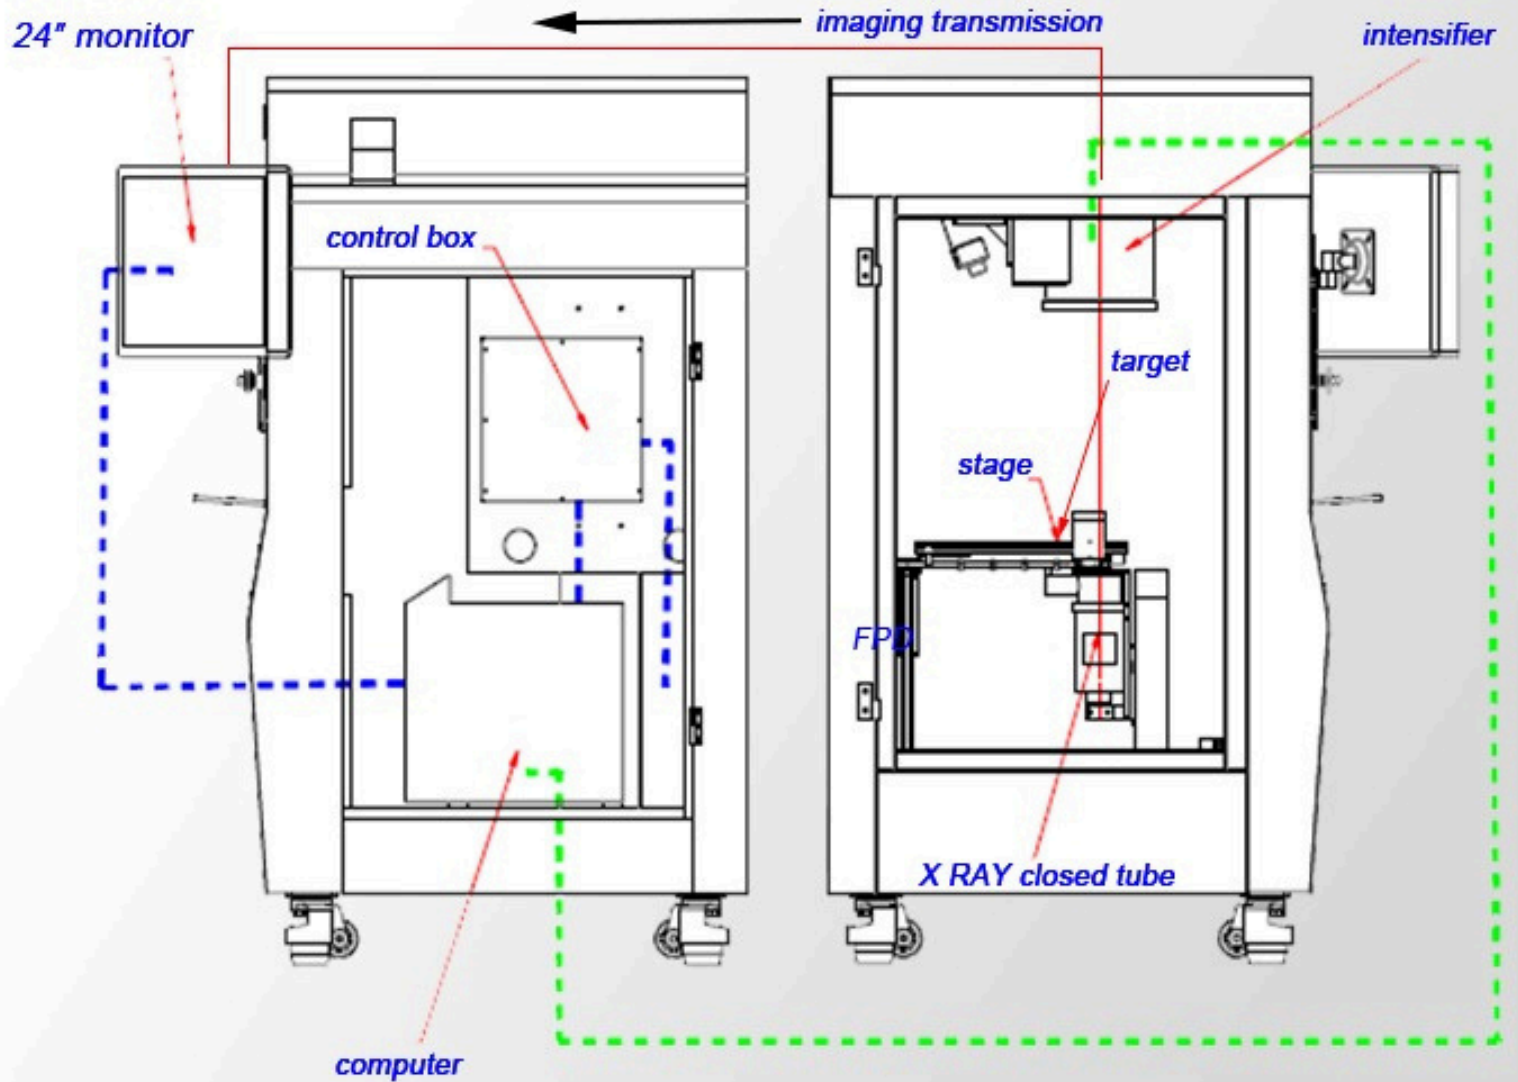 imaging transmission
24" monitor
intensifier
control box
target
stage
FPD
X RAY closed tube
computer